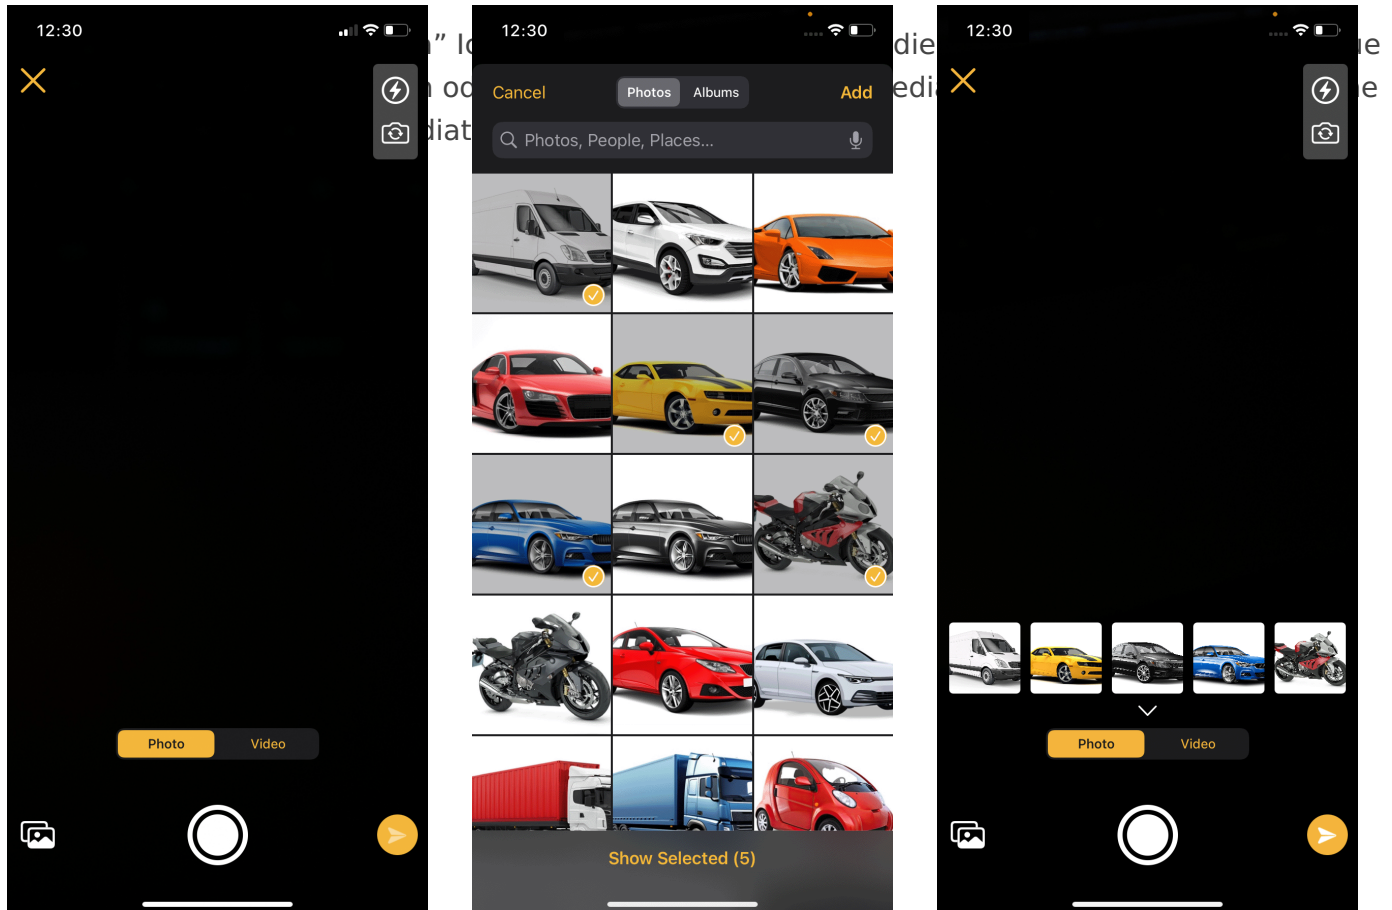 12:30
Photo
Video
12:30
Cancel
Photos
Albums
Add
Photos, People, Places...
Show Selected (5)
12:30
Photo
Video
die